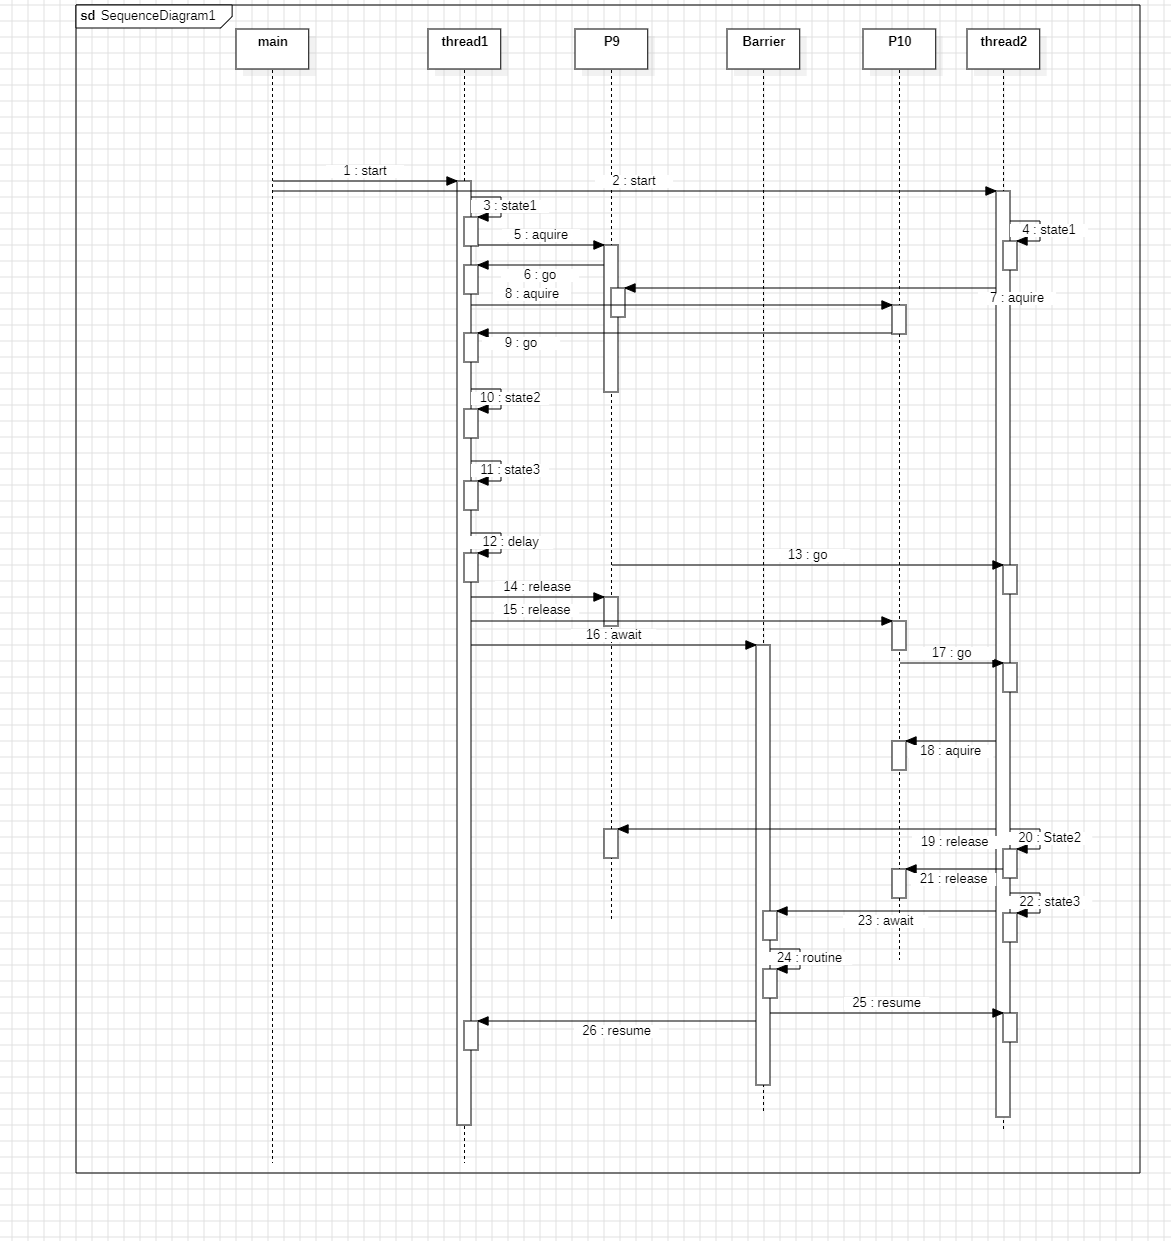 sd SequenceDiagram1
main
thread1
P9
Barrier
P10
thread2
1 : start
2 : start
3 : state1
4 : state1
5 : aquire
6 : go
7 : aquire
8 : aquire
9 : go
10 : state2
11 : state3
12 : delay
13 : go
14 : release
15 : release
16 : await
17 : go
18 : aquire
19 : release
20 : State2
21 : release
22 : state3
23 : await
24 : routine
25 : resume
26 : resume